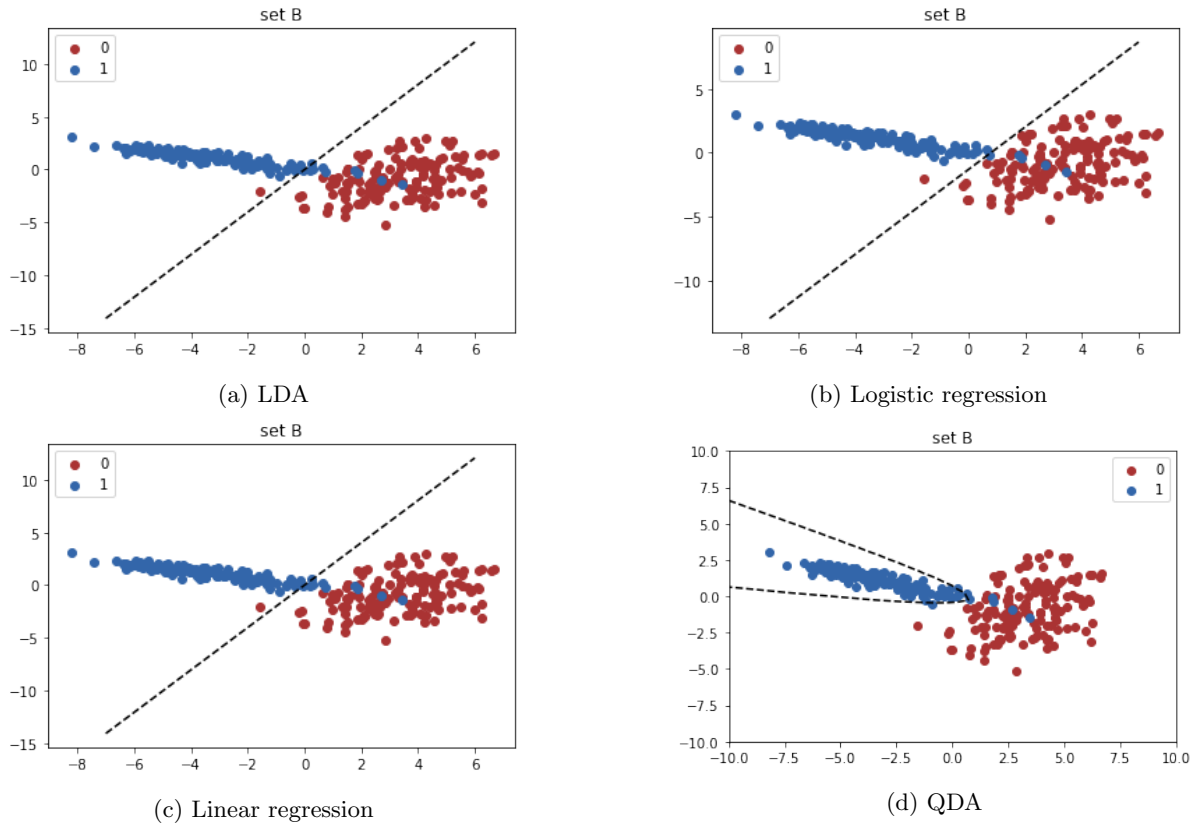 set B
0
1
10
5
0
−5
−10
−15
−8 −6 −4 −2 0 2 4 6
(a) LDA
set B
0
1
5
0
−5
−10
−8 −6 −4 −2 0 2 4 6
(b) Logistic regression
set B
0
1
10
5
0
−5
−10
−15
−8 −6 −4 −2 0 2 4 6
(c) Linear regression
set B
0
1
10.0
7.5
5.0
2.5
0.0
−2.5
−5.0
−7.5
−10.0
−10.0 −7.5 −5.0 −2.5 0.0 2.5 5.0 7.5 10.0
(d) QDA